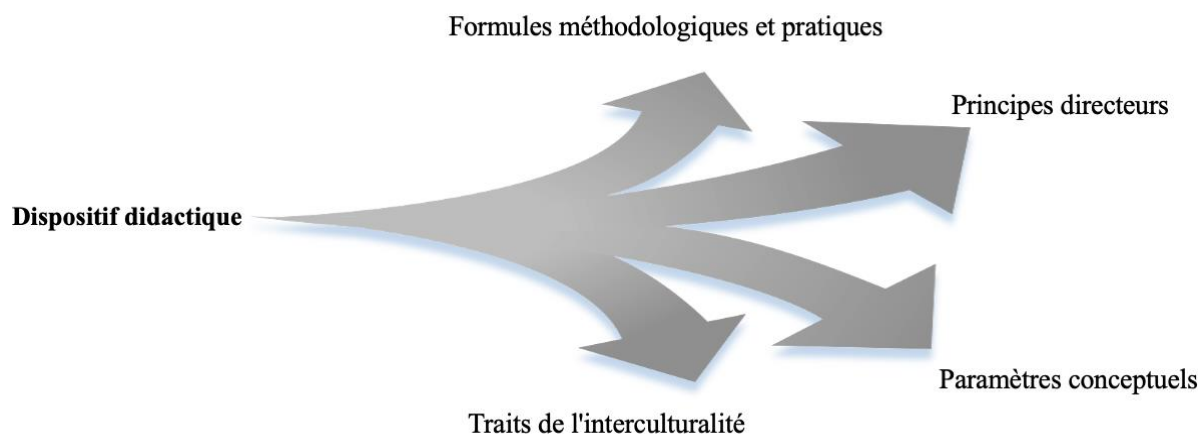 Formules méthodologiques et pratiques
Principes directeurs
Dispositif didactique
Paramètres conceptuels
Traits de l'interculturalité